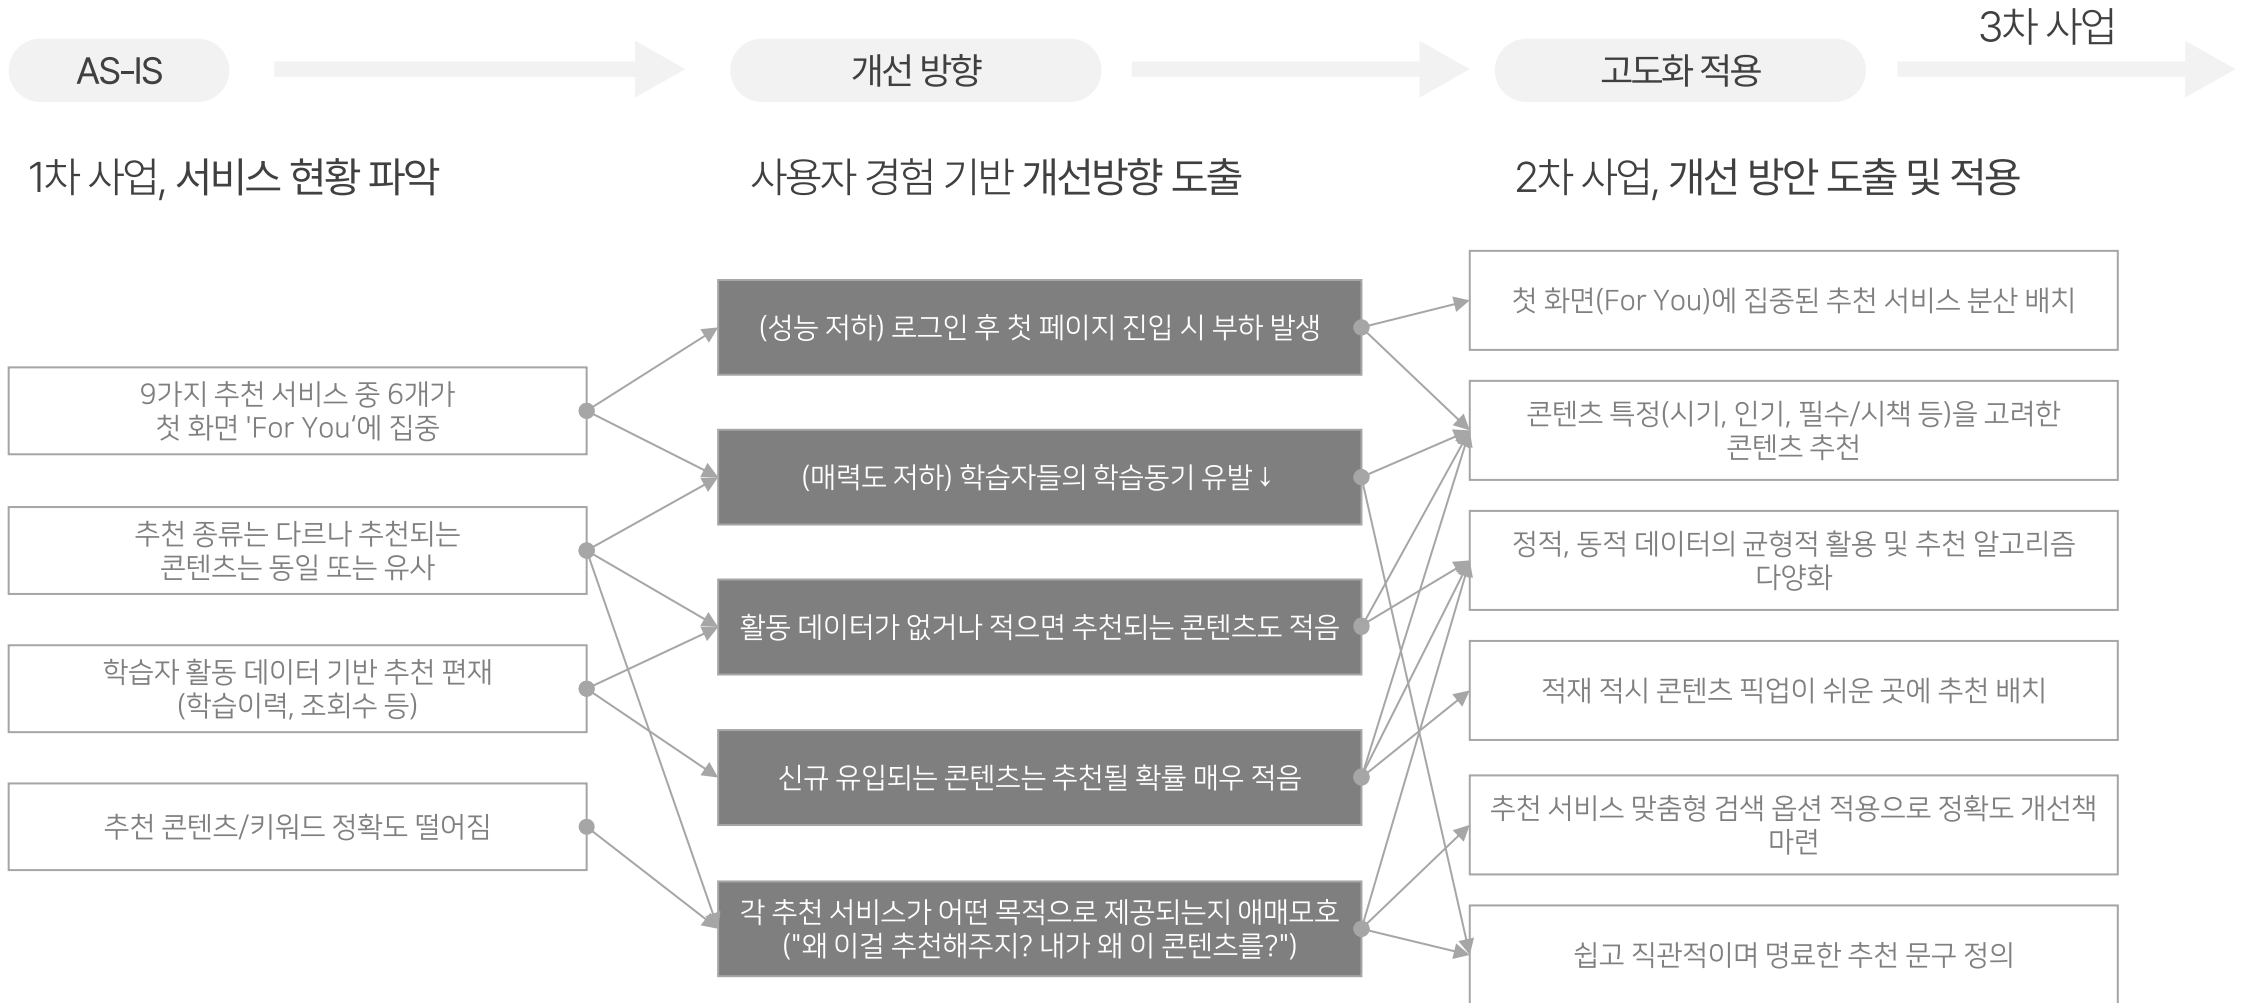 3차 사업
AS-IS
개선 방향
고도화 적용
1차 사업, 서비스 현황 파악
사용자 경험 기반 개선방향 도출
2차 사업, 개선 방안 도출 및 적용
9가지 추천 서비스 중 6개가
첫 화면 'For You‘에 집중
추천 종류는 다르나 추천되는
콘텐츠는 동일 또는 유사
학습자 활동 데이터 기반 추천 편재
(학습이력, 조회수 등)
추천 콘텐츠/키워드 정확도 떨어짐
(성능 저하) 로그인 후 첫 페이지 진입 시 부하 발생
(매력도 저하) 학습자들의 학습동기 유발↓
활동 데이터가 없거나 적으면 추천되는 콘텐츠도 적음
신규 유입되는 콘텐츠는 추천될 확률 매우 적음
각 추천 서비스가 어떤 목적으로 제공되는지 애매모호
("왜 이걸 추천해주지? 내가 왜 이 콘텐츠를?")
첫 화면(For You)에 집중된 추천 서비스 분산 배치
콘텐츠 특정(시기, 인기, 필수/시책 등)을 고려한
콘텐츠 추천
정적, 동적 데이터의 균형적 활용 및 추천 알고리즘
다양화
적재 적시 콘텐츠 픽업이 쉬운 곳에 추천 배치
추천 서비스 맞춤형 검색 옵션 적용으로 정확도 개선책
마련
쉽고 직관적이며 명료한 추천 문구 정의